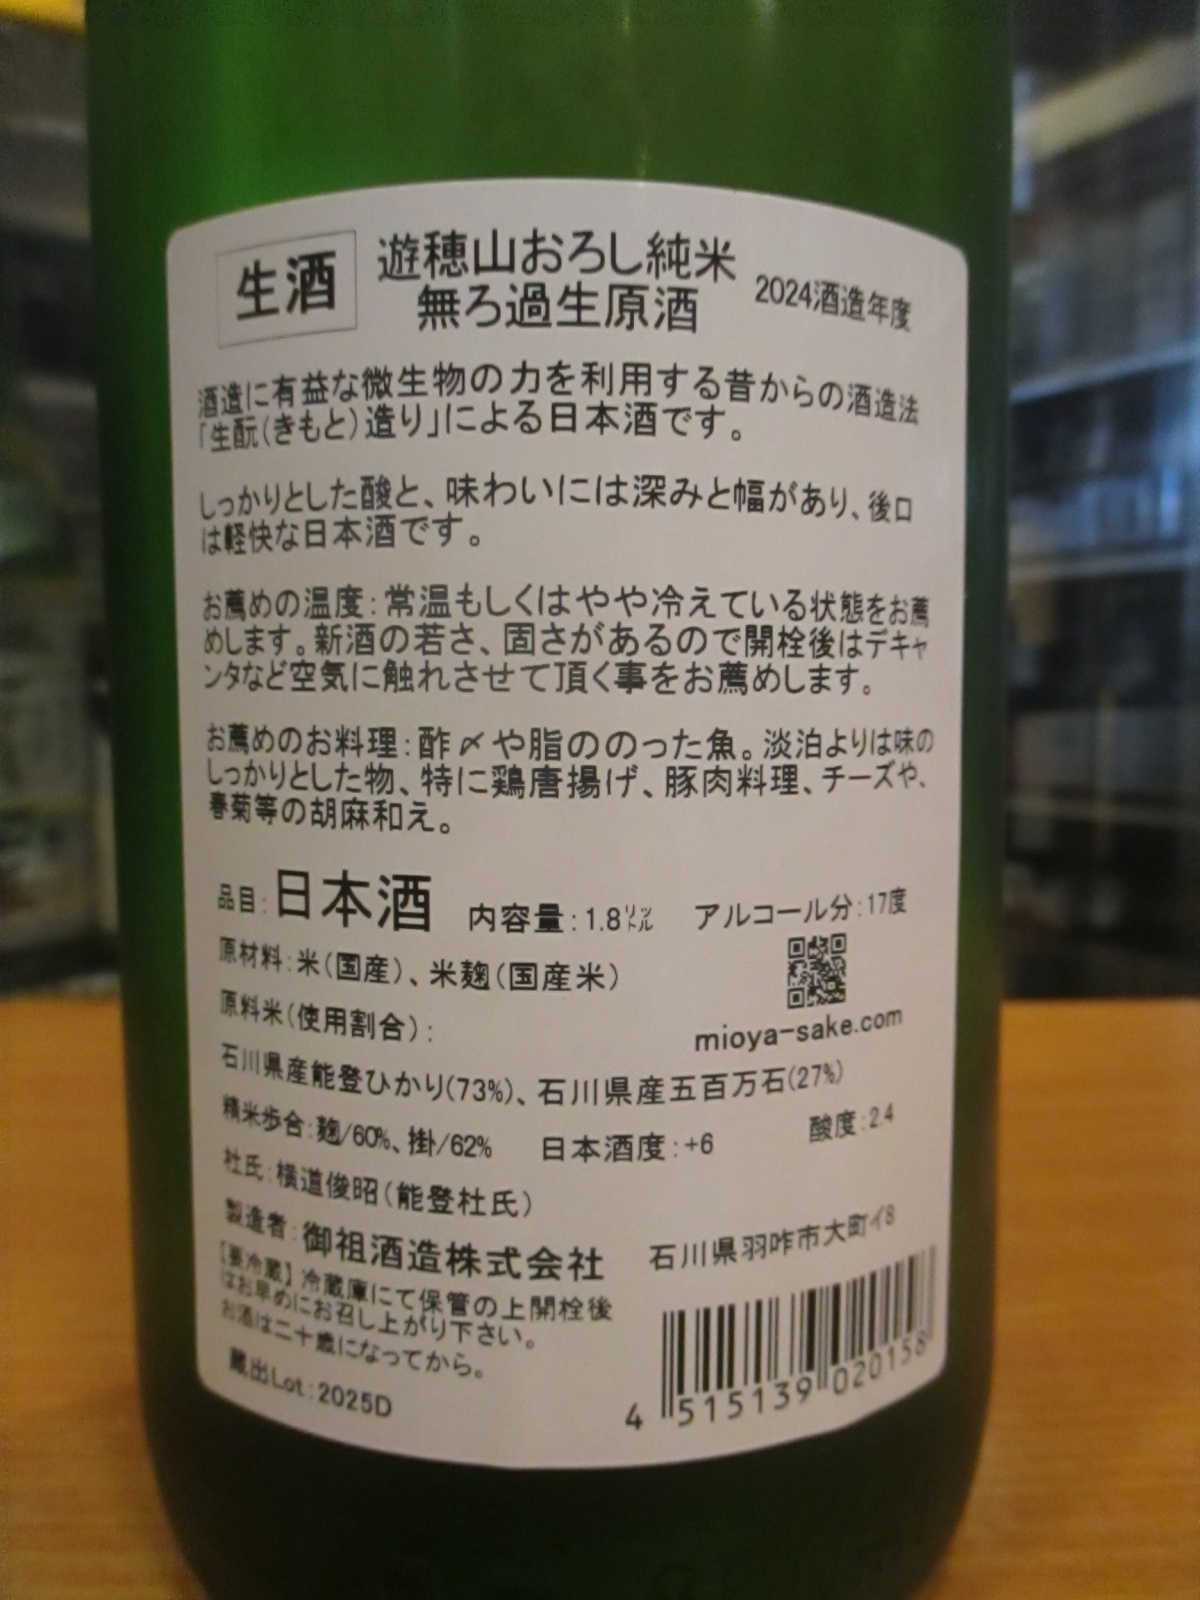 生酒
遊穂山おろし純米
無ろ過生原酒
2024酒造年度
酒造に有益な微生物の力を利用する昔からの酒造法
「生酛(きもと)造り」による日本酒です。
しっかりとした酸と、味わいには深みと幅があり、後口
は軽快な日本酒です。
お薦めの温度:常温もしくはやや冷えている状態をお薦
めします。新酒の若さ、固さがあるので開栓後はデキャ
ンタなど空気に触れさせて頂く事をお薦めします。
お薦めのお料理:酢〆や脂ののった魚。淡泊よりは味の
しっかりとした物、特に鶏唐揚げ、豚肉料理、チーズや、
春菊等の胡麻和え。
品目:日本酒 内容量:1.8㍑ アルコール分:17度
原材料:米(国産)、米麹(国産米)
原料米(使用割合):
mioya-sake.com
石川県産能登ひかり(73%)、石川県産五百万石(27%)
精米歩合:麹/60%、掛/62% 日本酒度:+6 酸度:2.4
杜氏:横道俊昭(能登杜氏)
製造者:御祖酒造株式会社 石川県羽咋市大町イ8
【要冷蔵】冷蔵庫にて保管の上開栓後
はお早めにお召し上がり下さい。
お酒は二十歳になってから。
蔵出Lot:2025D
4 515139 020158